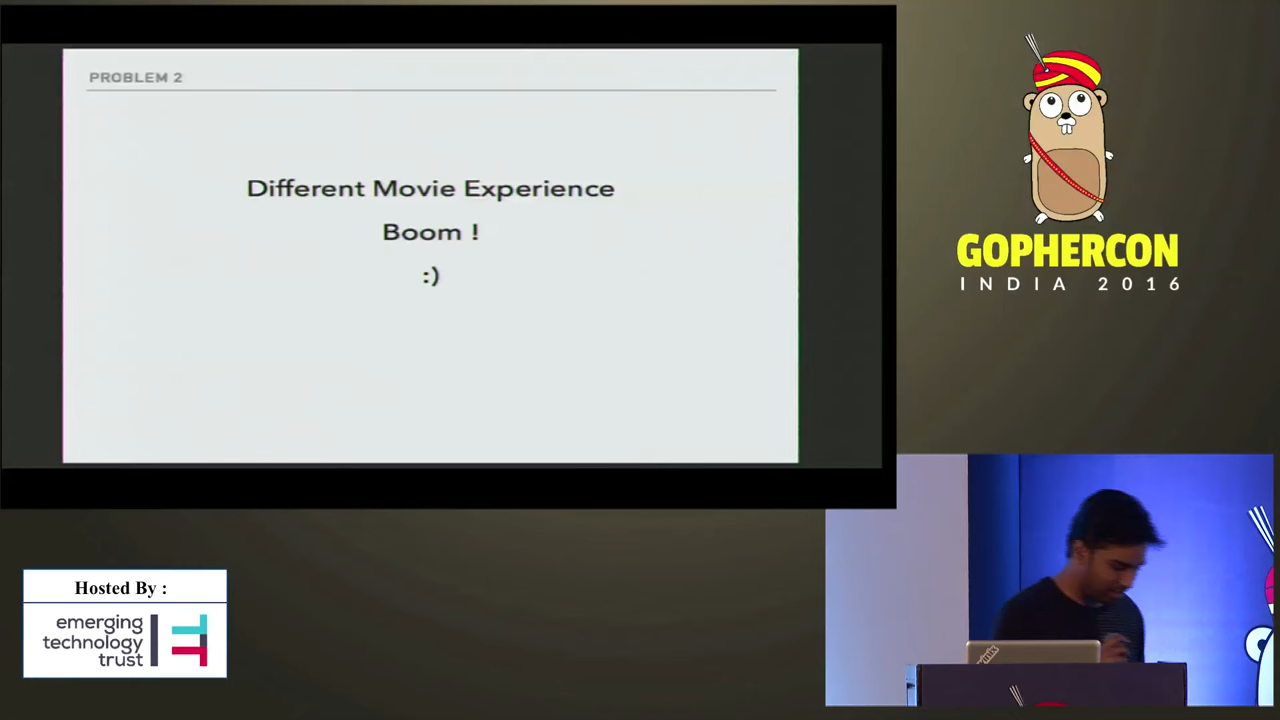 PROBLEM 2
Different Movie Experience
Boom !
:)
GOPHERCON
INDIA 2016
Hosted By :
emerging
technology
trust